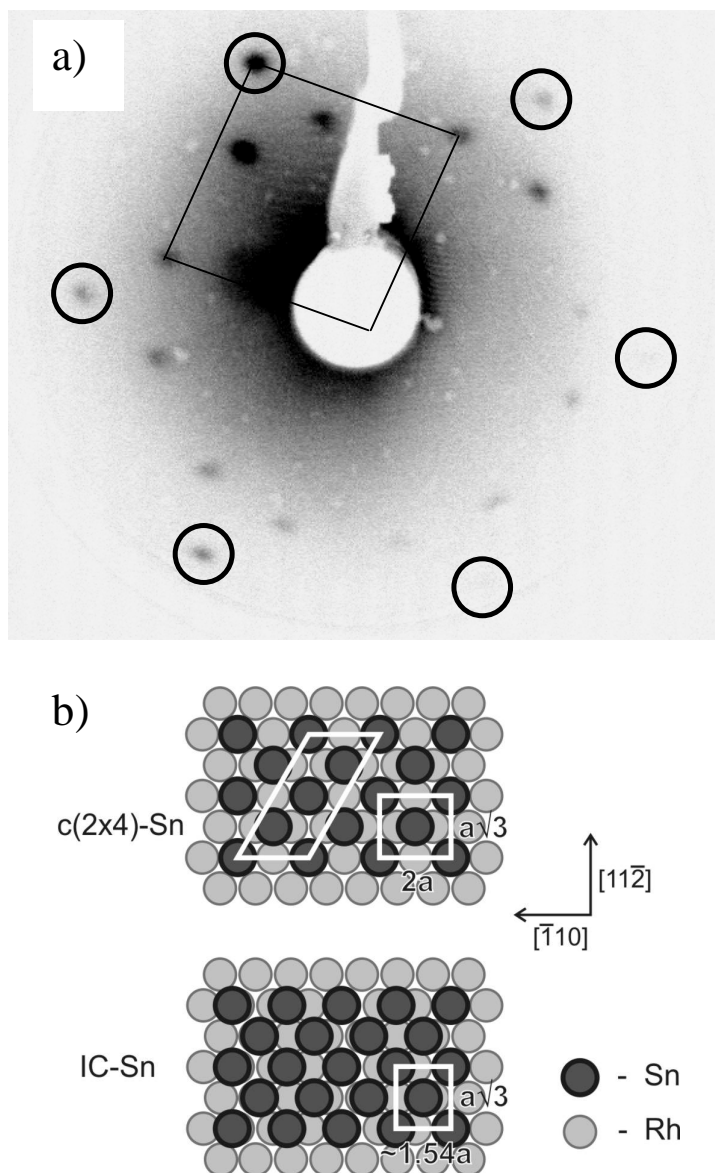 a)
b)
c(2x4)-Sn
a√3
2a
[112̅]
[1̅10]
IC-Sn
a√3
~1.54a
- Sn
- Rh